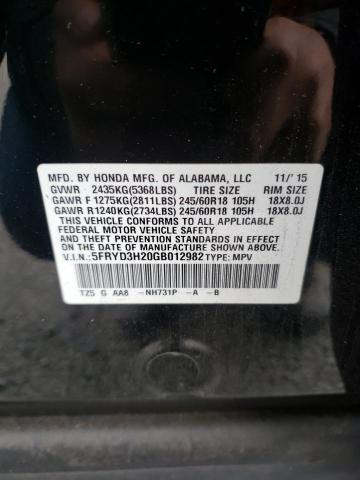 MFD. BY HONDA MFG. OF ALABAMA, LLC 11/'15
GVWR 2435KG(5368LBS) TIRE SIZE RIM SIZE
GAWR F 1275KG(2811LBS) 245/60R18 105H 18X8.0J
GAWR R1240KG(2734LBS) 245/60R18 105H 18X8.0J
THIS VEHICLE CONFORMS TO ALL APPLICABLE
FEDERAL MOTOR VEHICLE SAFETY
AND THEFT PREVENTION STANDARDS IN EFFECT ON
THE DATE OF MANUFACTURE SHOWN ABOVE.
V.I.N.: 5FRYD3H20GB012982 TYPE: MPV
TZ5 G AA8 -NH731P -A -B